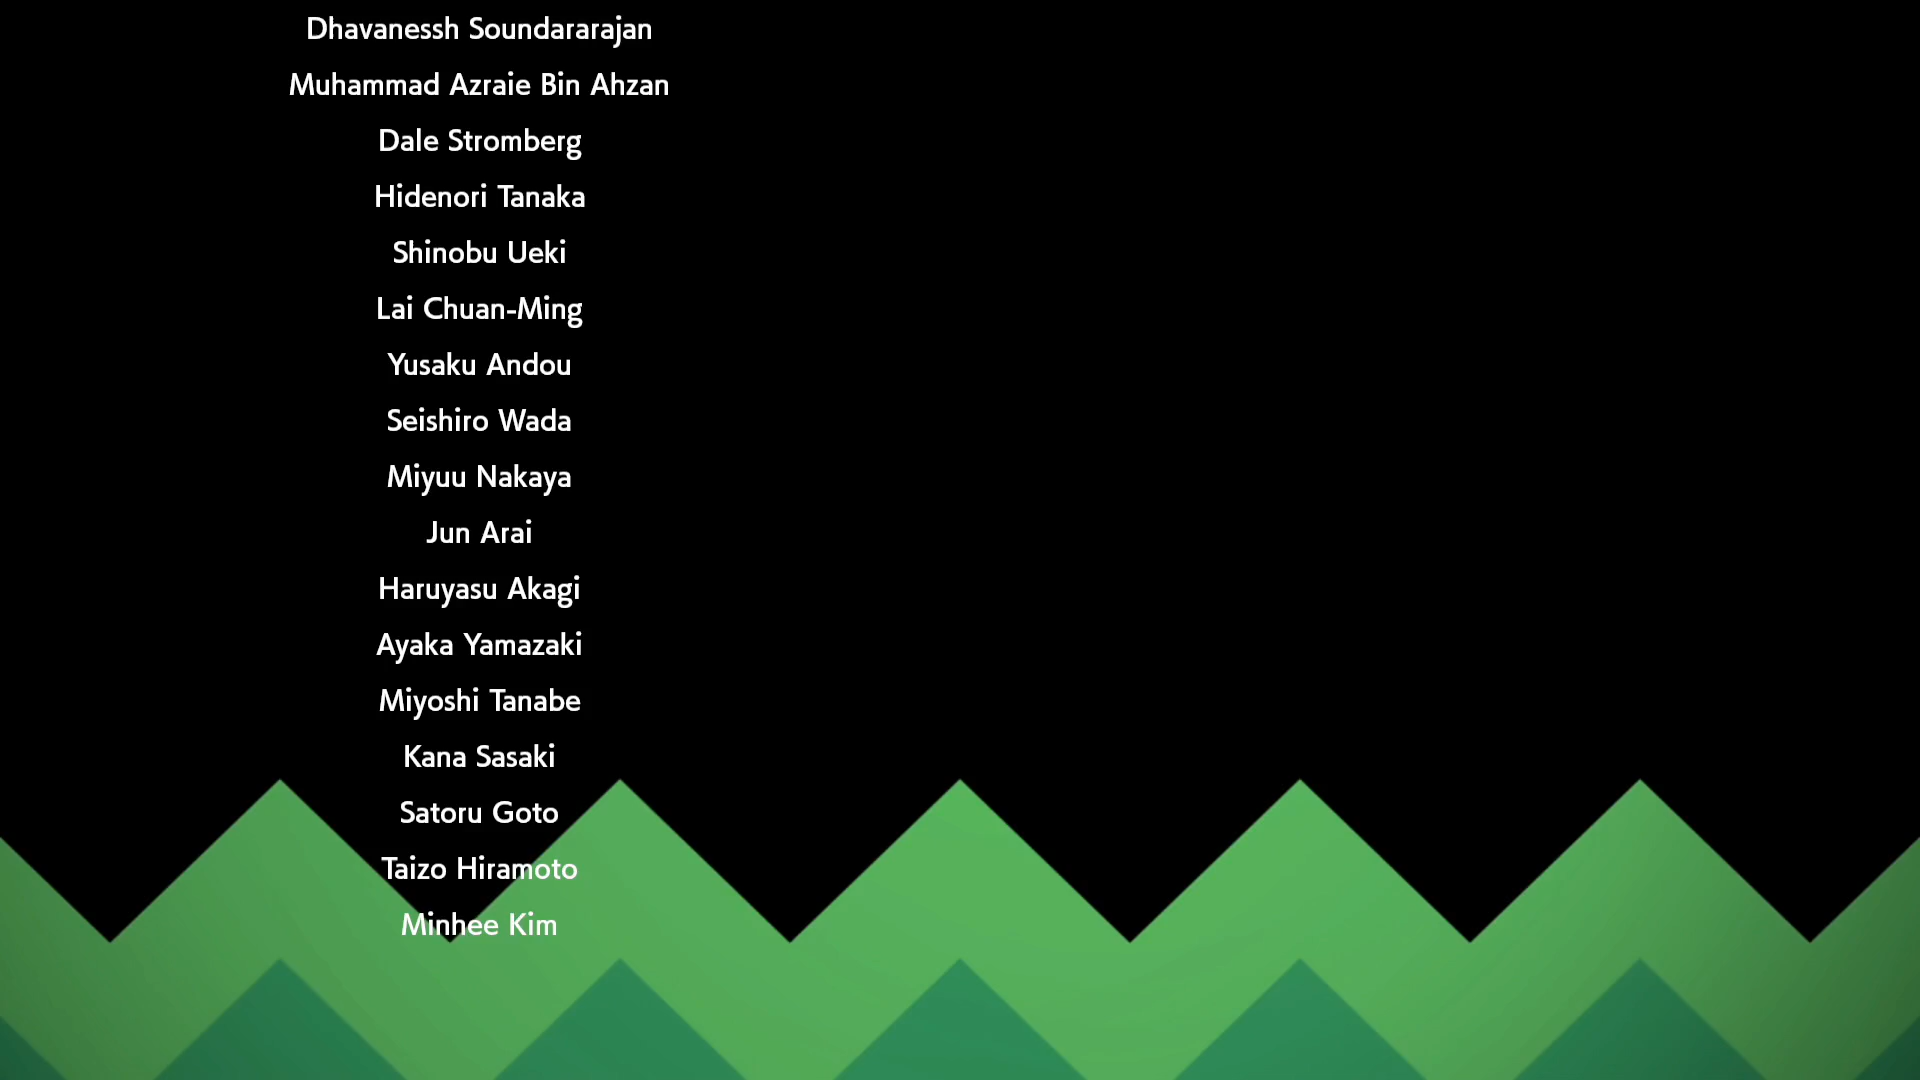 Dhavanessh Soundararajan
Muhammad Azraie Bin Ahzan
Dale Stromberg
Hidenori Tanaka
Shinobu Ueki
Lai Chuan-Ming
Yusaku Andou
Seishiro Wada
Miyuu Nakaya
Jun Arai
Haruyasu Akagi
Ayaka Yamazaki
Miyoshi Tanabe
Kana Sasaki
Satoru Goto
Taizo Hiramoto
Minhee Kim